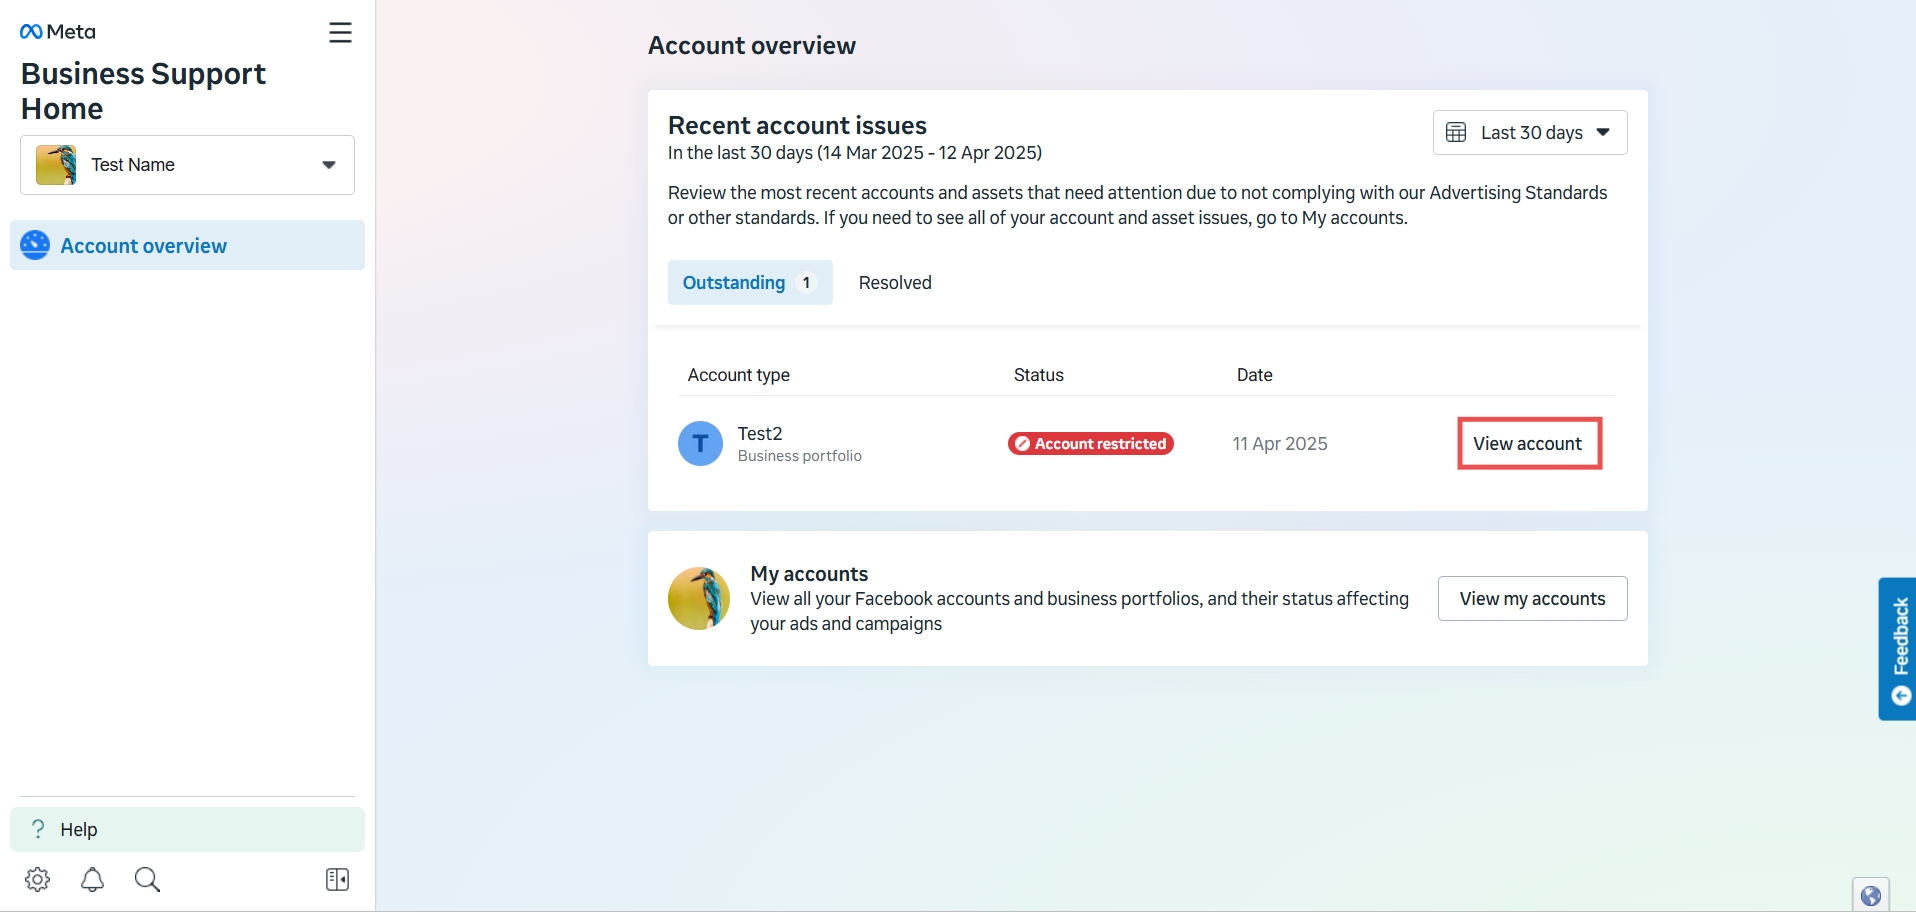 Meta
Business Support
Home
Test Name
Account overview
Help
Account overview
Recent account issues
In the last 30 days (14 Mar 2025 - 12 Apr 2025)
Last 30 days
Review the most recent accounts and assets that need attention due to not complying with our Advertising Standards
or other standards. If you need to see all of your account and asset issues, go to My accounts.
Outstanding 1 Resolved
Account type Status Date
T
Test2
Business portfolio
Account restricted
11 Apr 2025
View account
My accounts
View all your Facebook accounts and business portfolios, and their status affecting
your ads and campaigns
View my accounts
Feedback